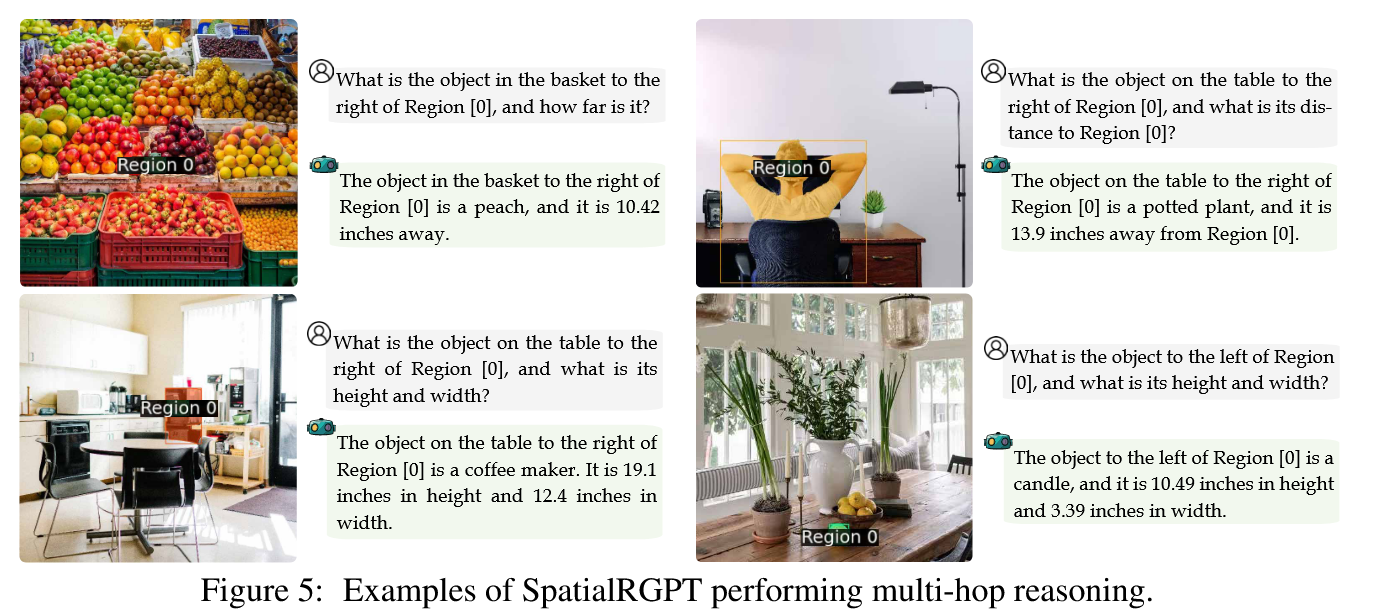 What is the object in the basket to the
right of Region [0], and how far is it?
Region 0
The object in the basket to the right of
Region [0] is a peach, and it is 10.42
inches away.
What is the object on the table to the
right of Region [0], and what is its dis-
tance to Region [0]?
Region 0
The object on the table to the right of
Region [0] is a potted plant, and it is
13.9 inches away from Region [0].
What is the object on the table to the
right of Region [0], and what is its
height and width?
Region 0
The object on the table to the right of
Region [0] is a coffee maker. It is 19.1
inches in height and 12.4 inches in
width.
What is the object to the left of Region
[0], and what is its height and width?
The object to the left of Region [0] is a
candle, and it is 10.49 inches in height
and 3.39 inches in width.
Region 0
Figure 5: Examples of SpatialRGPT performing multi-hop reasoning.